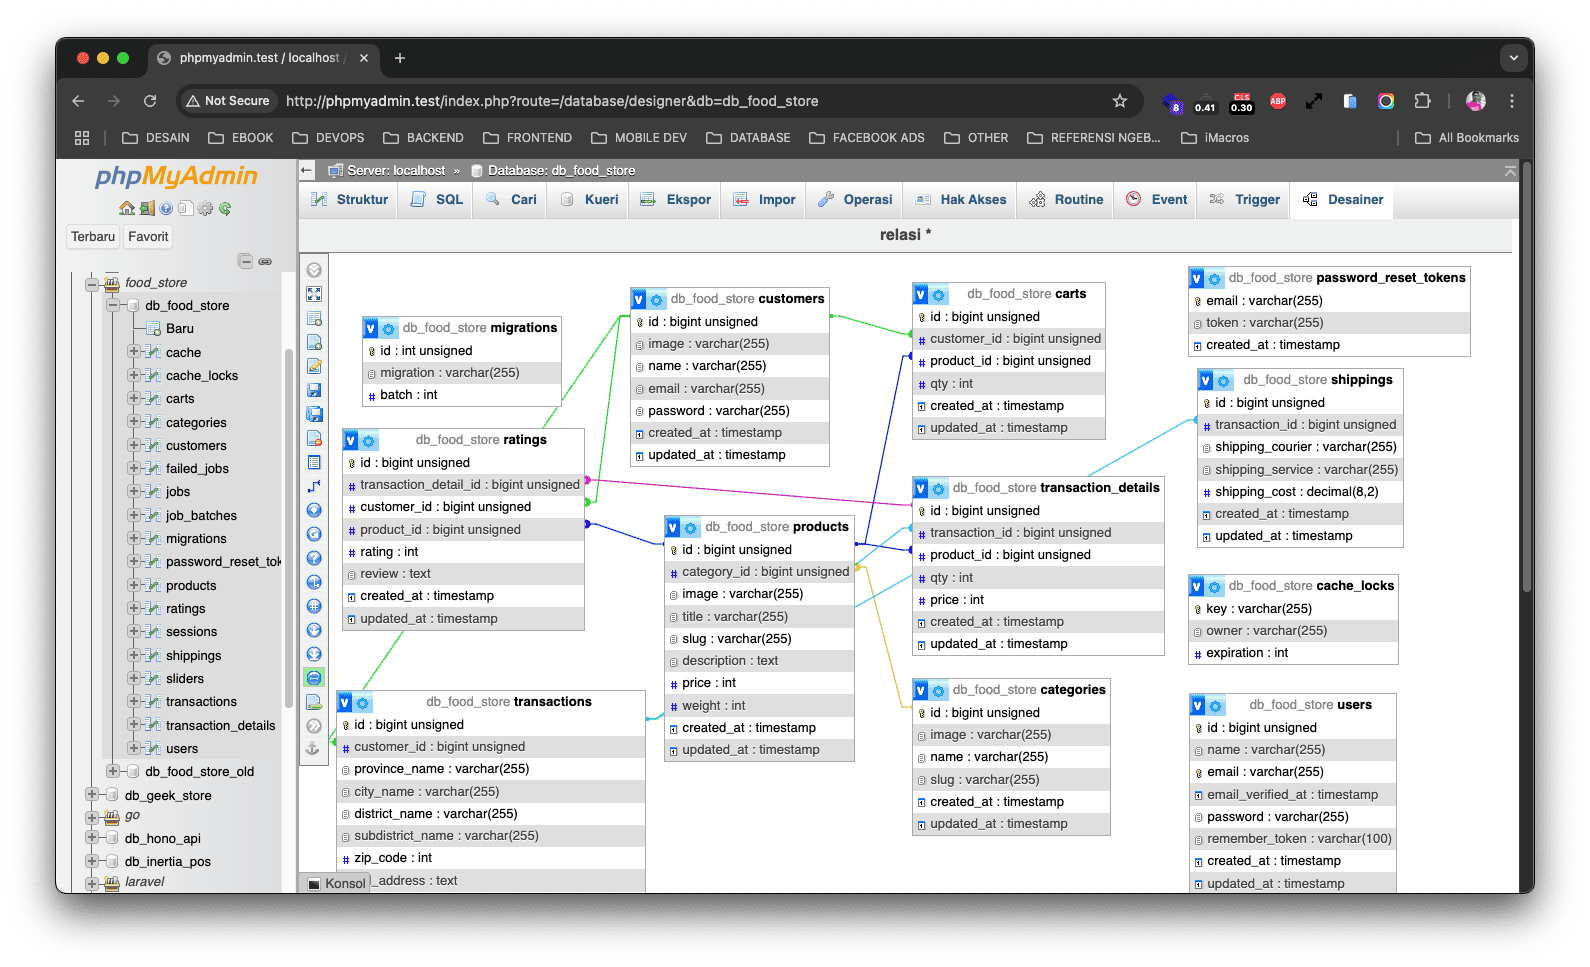 phpmyadmin.test / localhost /
Not Secure
http://phpmyadmin.test/index.php?route=/database/designer&db=db_food_store
8
0.41
CLS
0.30
ABP
DESAIN
EBOOK
DEVOPS
BACKEND
FRONTEND
MOBILE DEV
DATABASE
FACEBOOK ADS
OTHER
REFERENSI NGEB...
iMacros
All Bookmarks
phpMyAdmin
Terbaru
Favorit
food_store
db_food_store
Baru
cache
cache_locks
carts
categories
customers
failed_jobs
jobs
job_batches
migrations
password_reset_tok
products
ratings
sessions
shippings
sliders
transactions
transaction_details
users
db_food_store_old
db_geek_store
go
db_hono_api
db_inertia_pos
laravel
Server: localhost » Database: db_food_store
Struktur
SQL
Cari
Kueri
Ekspor
Impor
Operasi
Hak Akses
Routine
Event
Trigger
Desainer
relasi *
db_food_store migrations
id : int unsigned
migration : varchar(255)
batch : int
db_food_store ratings
id : bigint unsigned
transaction_detail_id : bigint unsigned
customer_id : bigint unsigned
product_id : bigint unsigned
rating : int
review : text
created_at : timestamp
updated_at : timestamp
db_food_store transactions
id : bigint unsigned
customer_id : bigint unsigned
province_name : varchar(255)
city_name : varchar(255)
district_name : varchar(255)
subdistrict_name : varchar(255)
zip_code : int
_address : text
Konsol
db_food_store customers
id : bigint unsigned
image : varchar(255)
name : varchar(255)
email : varchar(255)
password : varchar(255)
created_at : timestamp
updated_at : timestamp
db_food_store products
id : bigint unsigned
category_id : bigint unsigned
image : varchar(255)
title : varchar(255)
slug : varchar(255)
description : text
price : int
weight : int
created_at : timestamp
updated_at : timestamp
db_food_store carts
id : bigint unsigned
customer_id : bigint unsigned
product_id : bigint unsigned
qty : int
created_at : timestamp
updated_at : timestamp
db_food_store transaction_details
id : bigint unsigned
transaction_id : bigint unsigned
product_id : bigint unsigned
qty : int
price : int
created_at : timestamp
updated_at : timestamp
db_food_store categories
id : bigint unsigned
image : varchar(255)
name : varchar(255)
slug : varchar(255)
created_at : timestamp
updated_at : timestamp
db_food_store password_reset_tokens
email : varchar(255)
token : varchar(255)
created_at : timestamp
db_food_store shippings
id : bigint unsigned
transaction_id : bigint unsigned
shipping_courier : varchar(255)
shipping_service : varchar(255)
shipping_cost : decimal(8,2)
created_at : timestamp
updated_at : timestamp
db_food_store cache_locks
key : varchar(255)
owner : varchar(255)
expiration : int
db_food_store users
id : bigint unsigned
name : varchar(255)
email : varchar(255)
email_verified_at : timestamp
password : varchar(255)
remember_token : varchar(100)
created_at : timestamp
updated_at : timestamp